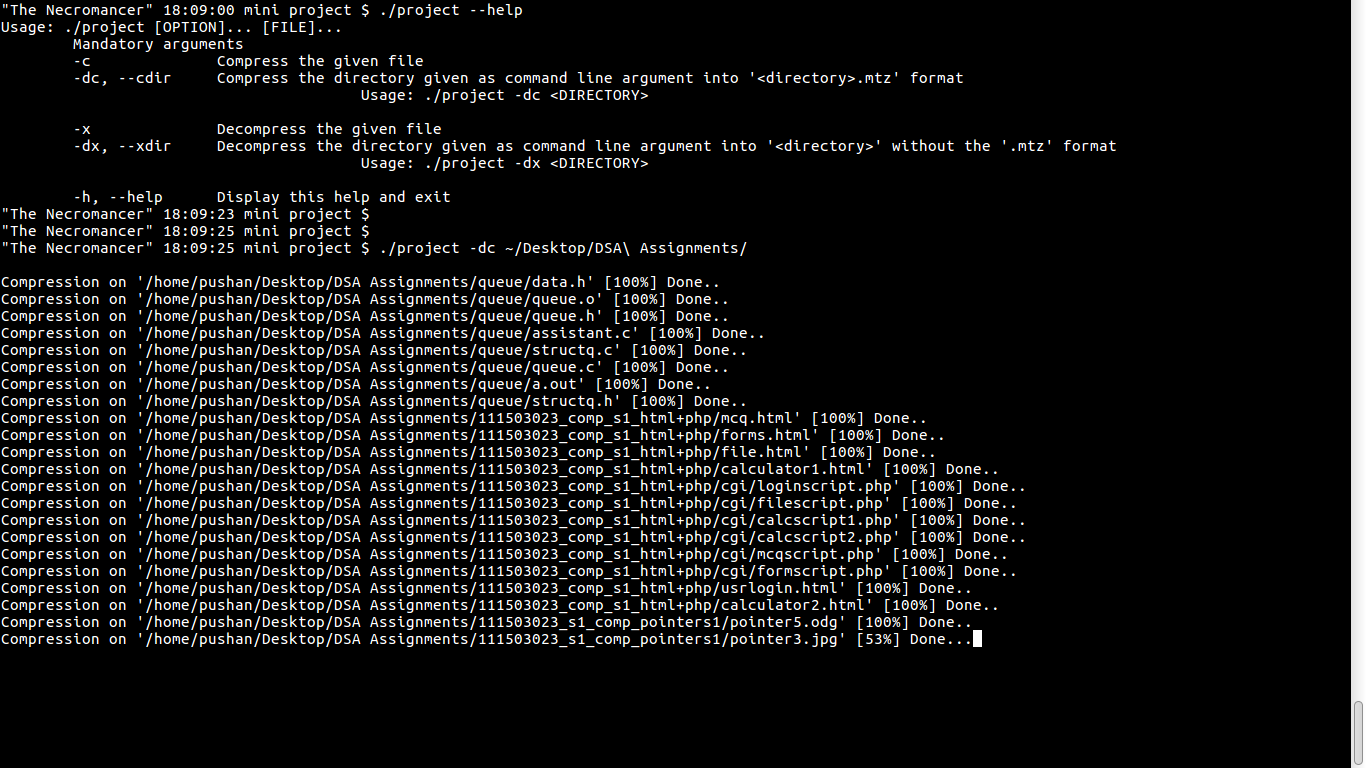 "The Necromancer" 18:09:00 mini project $ ./project --help
Usage: ./project [OPTION]... [FILE]...
        Mandatory arguments
        -c              Compress the given file
        -dc, --cdir     Compress the directory given as command line argument into '<directory>.mtz' format
                                        Usage: ./project -dc <DIRECTORY>

        -x              Decompress the given file
        -dx, --xdir     Decompress the directory given as command line argument into '<directory>' without the '.mtz' format
                                        Usage: ./project -dx <DIRECTORY>

        -h, --help      Display this help and exit
"The Necromancer" 18:09:23 mini project $
"The Necromancer" 18:09:25 mini project $
"The Necromancer" 18:09:25 mini project $ ./project -dc ~/Desktop/DSA\ Assignments/

Compression on '/home/pushan/Desktop/DSA Assignments/queue/data.h' [100%] Done..
Compression on '/home/pushan/Desktop/DSA Assignments/queue/queue.o' [100%] Done..
Compression on '/home/pushan/Desktop/DSA Assignments/queue/queue.h' [100%] Done..
Compression on '/home/pushan/Desktop/DSA Assignments/queue/assistant.c' [100%] Done..
Compression on '/home/pushan/Desktop/DSA Assignments/queue/structq.c' [100%] Done..
Compression on '/home/pushan/Desktop/DSA Assignments/queue/queue.c' [100%] Done..
Compression on '/home/pushan/Desktop/DSA Assignments/queue/a.out' [100%] Done..
Compression on '/home/pushan/Desktop/DSA Assignments/queue/structq.h' [100%] Done..
Compression on '/home/pushan/Desktop/DSA Assignments/111503023_comp_s1_html+php/mcq.html' [100%] Done..
Compression on '/home/pushan/Desktop/DSA Assignments/111503023_comp_s1_html+php/forms.html' [100%] Done..
Compression on '/home/pushan/Desktop/DSA Assignments/111503023_comp_s1_html+php/file.html' [100%] Done..
Compression on '/home/pushan/Desktop/DSA Assignments/111503023_comp_s1_html+php/calculator1.html' [100%] Done..
Compression on '/home/pushan/Desktop/DSA Assignments/111503023_comp_s1_html+php/cgi/loginscript.php' [100%] Done..
Compression on '/home/pushan/Desktop/DSA Assignments/111503023_comp_s1_html+php/cgi/filescript.php' [100%] Done..
Compression on '/home/pushan/Desktop/DSA Assignments/111503023_comp_s1_html+php/cgi/calcscript1.php' [100%] Done..
Compression on '/home/pushan/Desktop/DSA Assignments/111503023_comp_s1_html+php/cgi/calcscript2.php' [100%] Done..
Compression on '/home/pushan/Desktop/DSA Assignments/111503023_comp_s1_html+php/cgi/mcqscript.php' [100%] Done..
Compression on '/home/pushan/Desktop/DSA Assignments/111503023_comp_s1_html+php/cgi/formscript.php' [100%] Done..
Compression on '/home/pushan/Desktop/DSA Assignments/111503023_comp_s1_html+php/usrlogin.html' [100%] Done..
Compression on '/home/pushan/Desktop/DSA Assignments/111503023_comp_s1_html+php/calculator2.html' [100%] Done..
Compression on '/home/pushan/Desktop/DSA Assignments/111503023_s1_comp_pointers1/pointer5.odg' [100%] Done..
Compression on '/home/pushan/Desktop/DSA Assignments/111503023_s1_comp_pointers1/pointer3.jpg' [53%] Done...